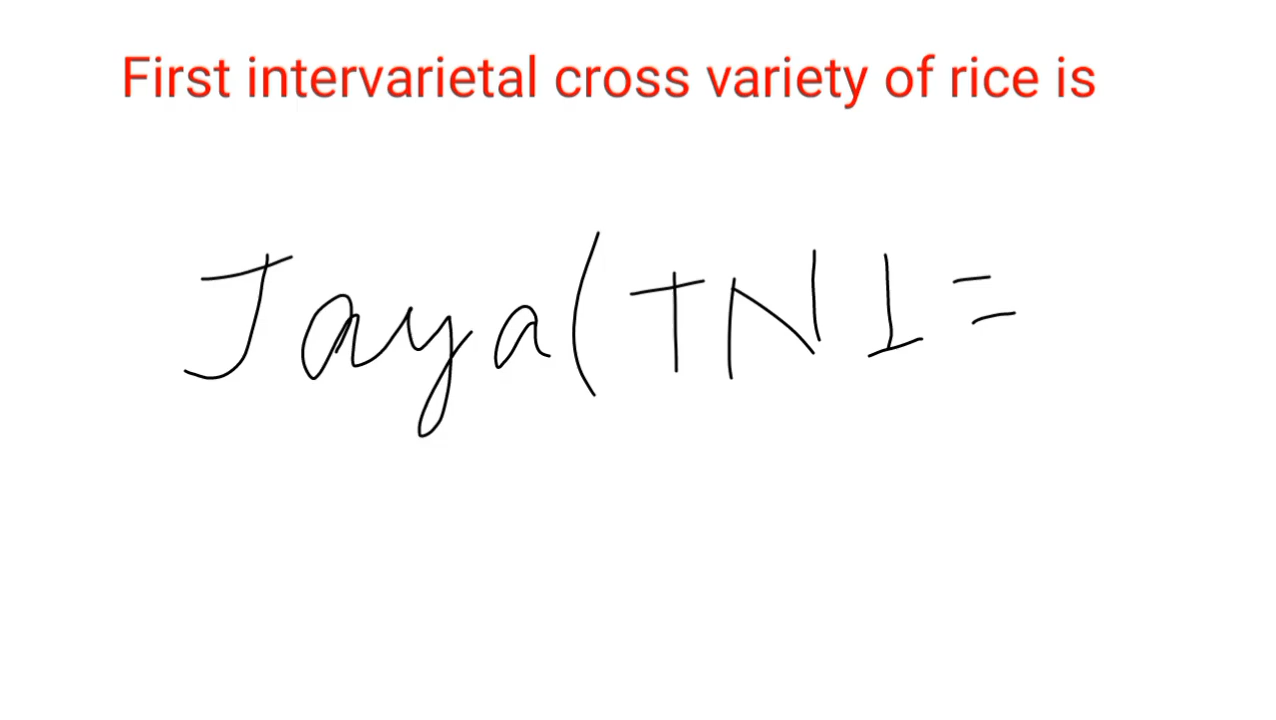 First intervarietal cross variety of rice is
Jaya(TN1=